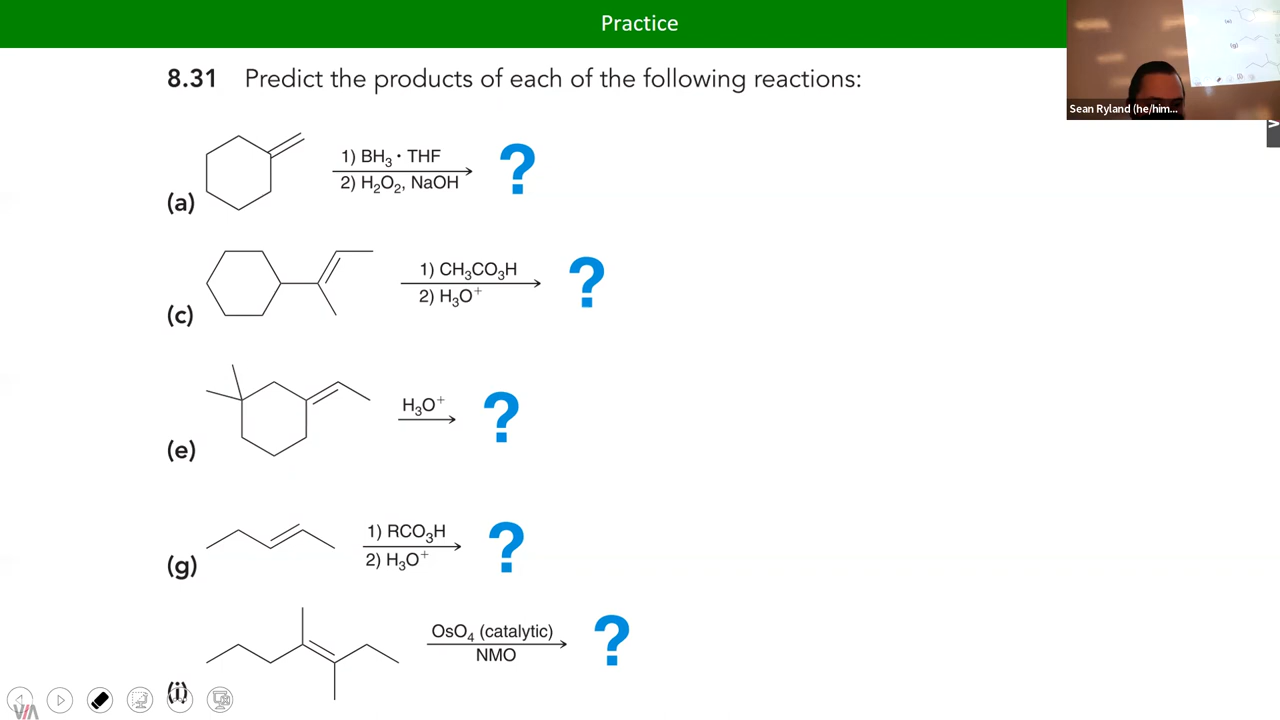 Practice
8.31 Predict the products of each of the following reactions:
(a)
1) BH₃ · THF
2) H₂O₂, NaOH
?
(c)
1) CH₃CO₃H
2) H₃O⁺
?
(e)
H₃O⁺
?
(g)
1) RCO₃H
2) H₃O⁺
?
(i)
OsO₄ (catalytic)
NMO
?
Sean Ryland (he/him...
VIA